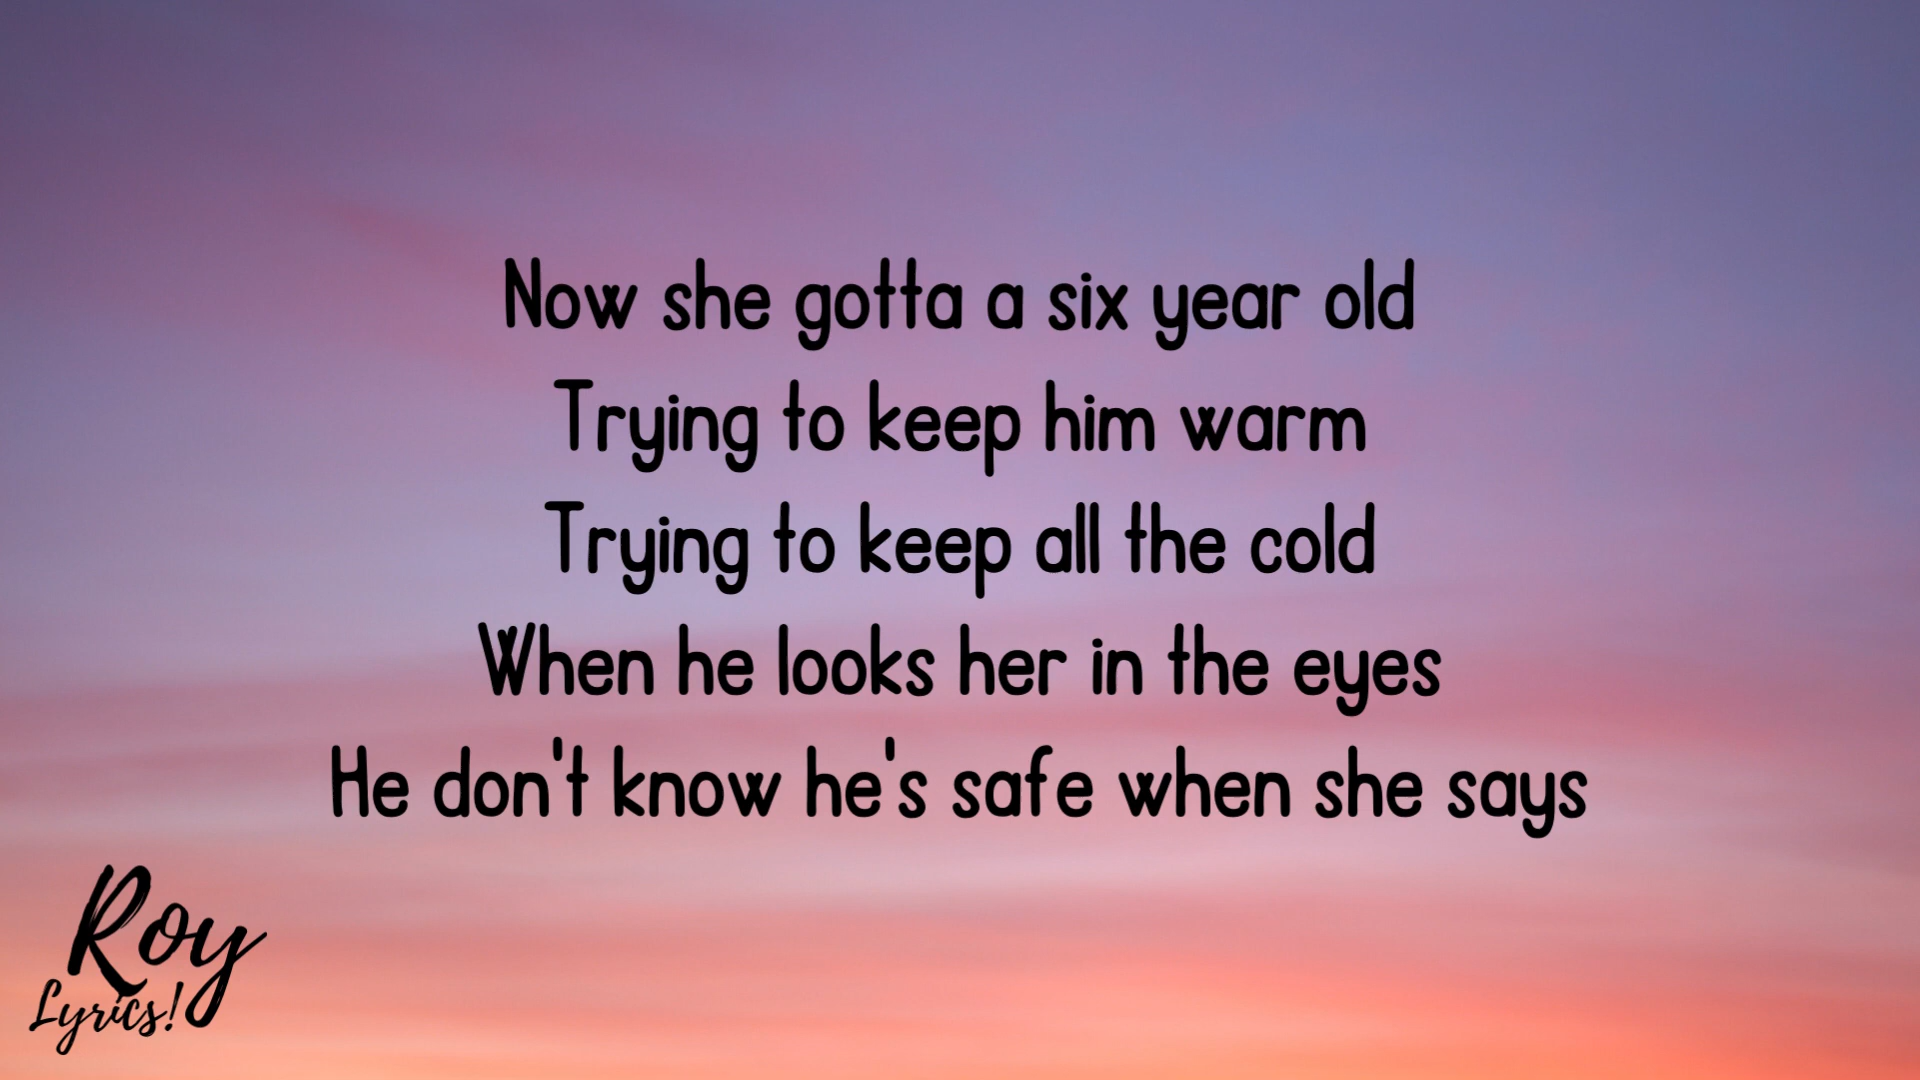 Now she gotta a six year old
Trying to keep him warm
Trying to keep all the cold
When he looks her in the eyes
He don't know he's safe when she says
Roy
Lyrics!